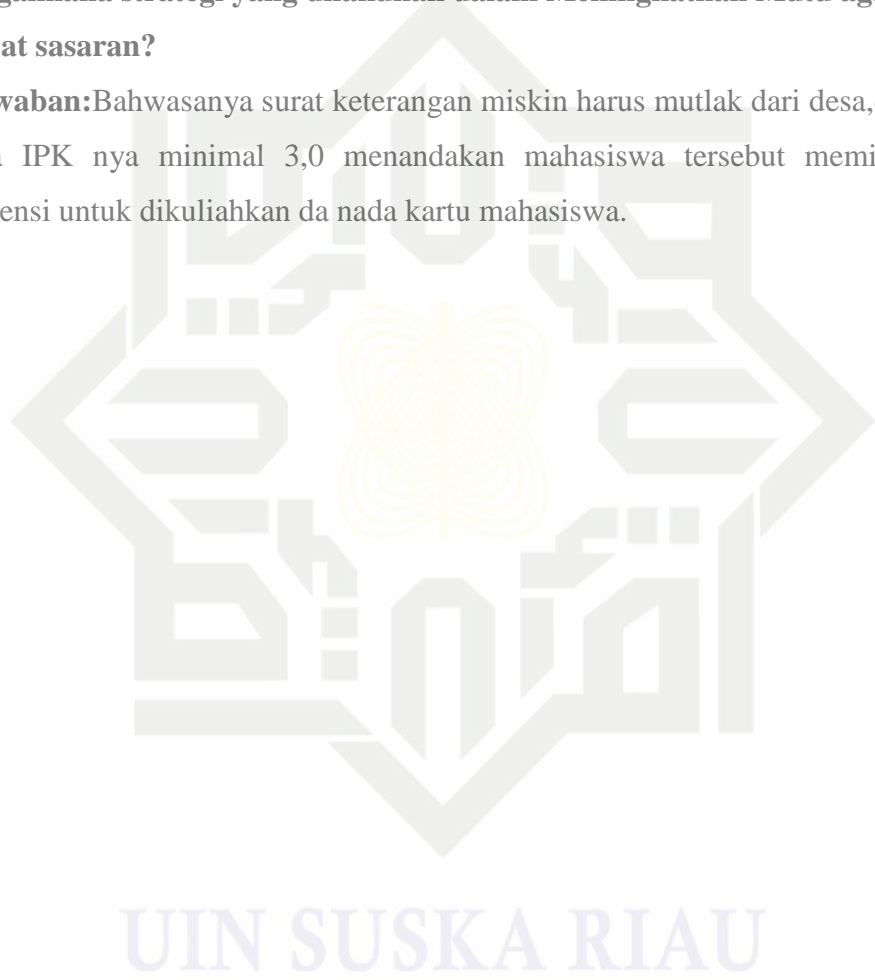 at sasaran?
waban:Bahwasanya surat keterangan miskin harus mutlak dari desa,
IPK nya minimal 3,0 menandakan mahasiswa tersebut memi
ensi untuk dikuliahkan da nada kartu mahasiswa.
UIN SUSKA RIAU